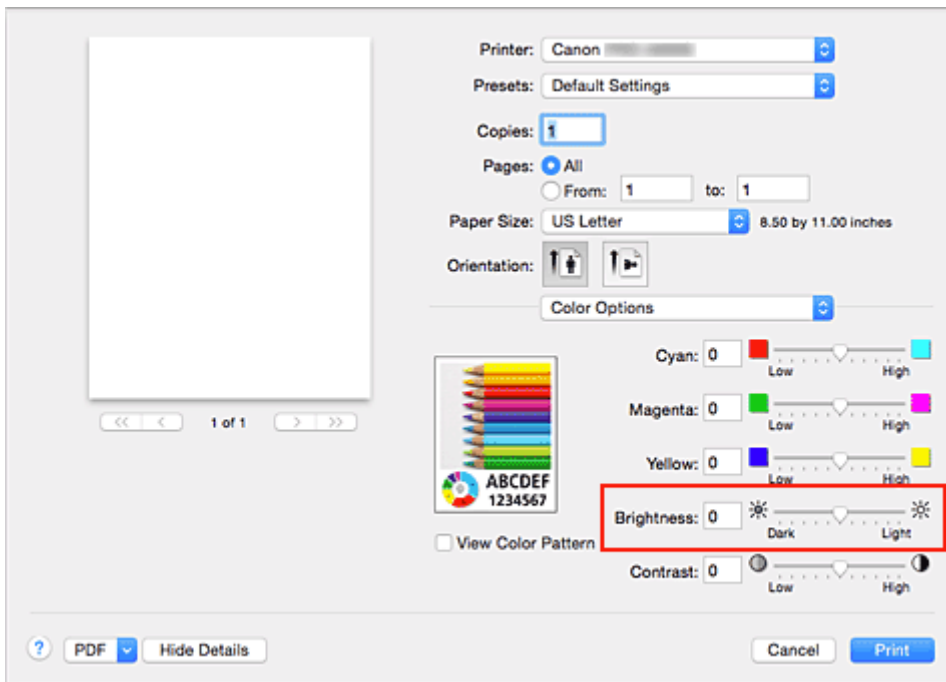 Printer: Canon
Presets: Default Settings
Copies: 1
Pages: All
From: 1 to: 1
Paper Size: US Letter 8.50 by 11.00 inches
Orientation:
Color Options
1 of 1
Cyan: 0
Low High
Magenta: 0
Low High
Yellow: 0
Low High
ABCDEF
1234567
Brightness: 0
Dark Light
View Color Pattern
Contrast: 0
Low High
? PDF Hide Details Cancel Print